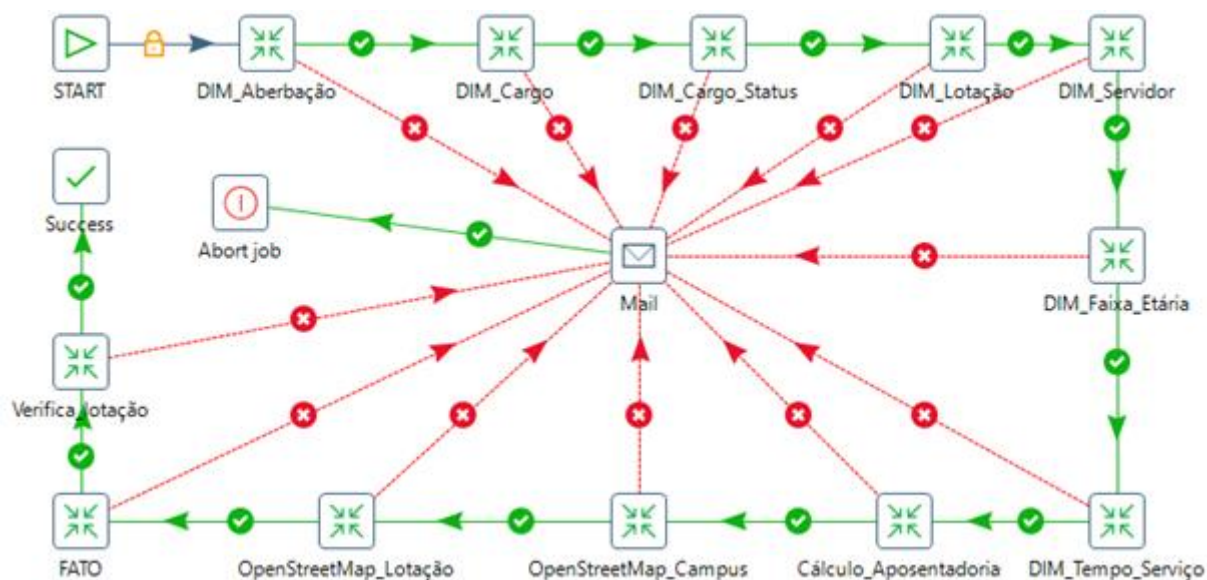 START
DIM_Aberbação
DIM_Cargo
DIM_Cargo_Status
DIM_Lotação
DIM_Servidor
Success
Abort job
Mail
DIM_Faixa_Etária
Verifica_lotação
FATO
OpenStreetMap_Lotação
OpenStreetMap_Campus
Cálculo_Aposentadoria
DIM_Tempo_Serviço